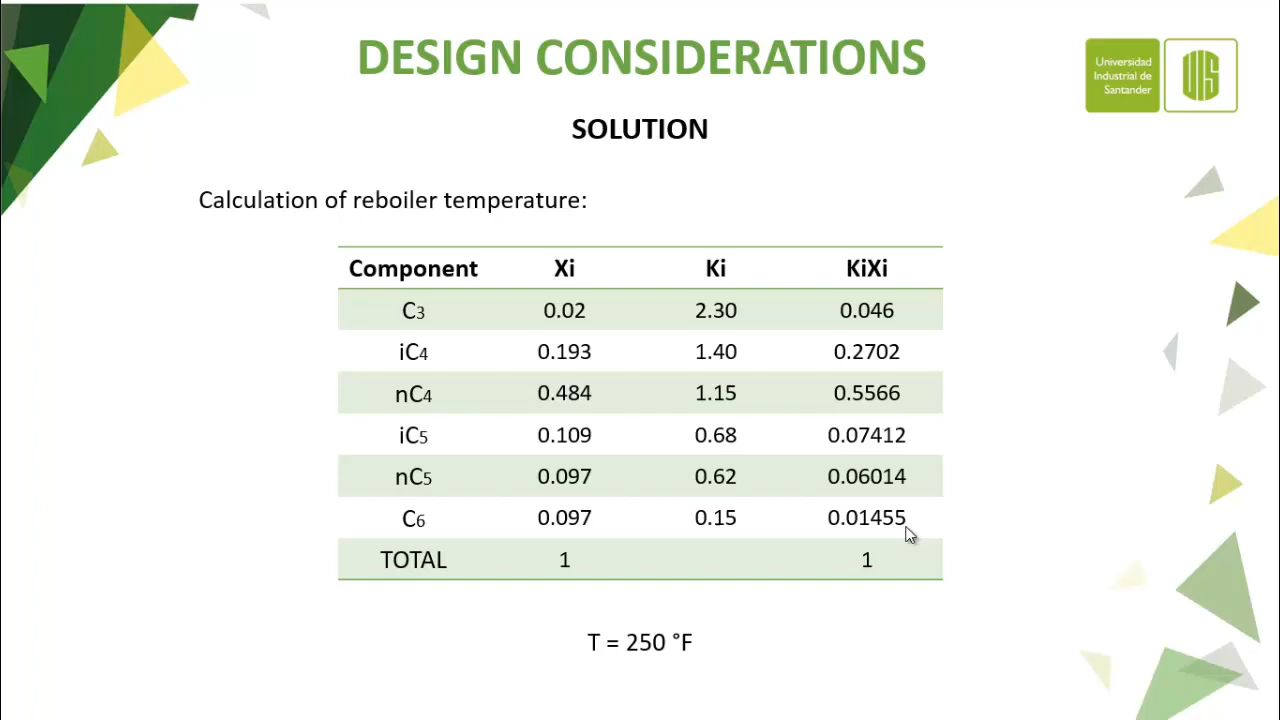 DESIGN CONSIDERATIONS
Universidad
Industrial de
Santander
UIS
SOLUTION
Calculation of reboiler temperature:
Component Xi Ki KiXi
C3 0.02 2.30 0.046
iC4 0.193 1.40 0.2702
nC4 0.484 1.15 0.5566
iC5 0.109 0.68 0.07412
nC5 0.097 0.62 0.06014
C6 0.097 0.15 0.01455
TOTAL 1 1
T = 250 °F